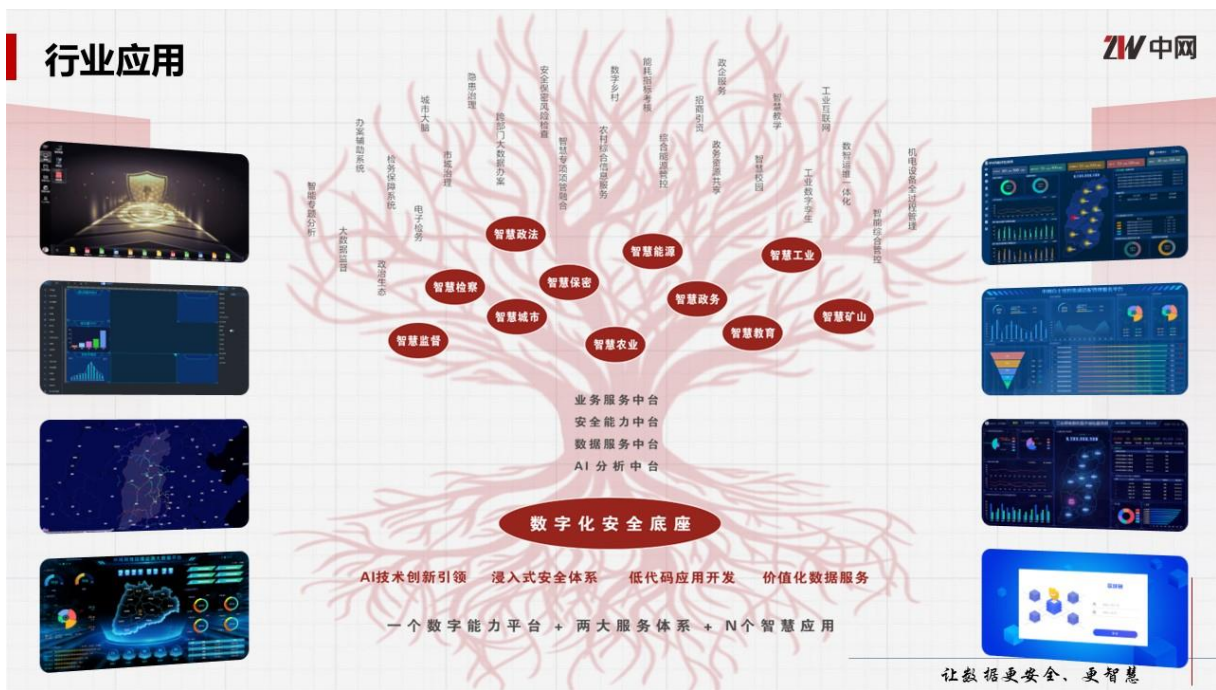 行业应用
ZW中网
能耗指标考核
政企服务
安全保密风险检查
数字乡村
隐患治理
招商引资
智慧教学
工业互联网
城市大脑
跨部门大数据办案
办案辅助系统
农村综合信息服务
综合能源管控
政务资源共享
数智运维一体化
机电设备全过程管理
智慧专项项管融合
市域治理
检务保障系统
智慧校园
工业数字孪生
智能专题分析
电子检务
智能综合管控
大数据监督
政治生态
智慧政法
智慧能源
智慧工业
智慧检察
智慧保密
智慧政务
智慧城市
智慧矿山
智慧监督
智慧农业
智慧教育
业务服务中台
安全能力中台
数据服务中台
AI分析中台
数字化安全底座
AI技术创新引领 浸入式安全体系 低代码应用开发 价值化数据服务
一个数字能力平台 + 两大服务体系 + N个智慧应用
让数据更安全、更智慧